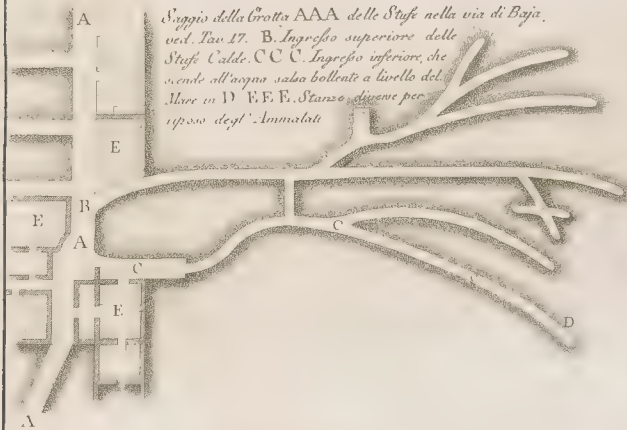 Saggio della Grotta AAA delle Stufe nella via di Baja,
ved. Tav. 17. B. Ingresso superiore delle
Stufe Calde. C C C. Ingresso inferiore, che
scende all'acqua salsa bollente a livello del
Mare in D. E E E. Stanze diverse per
riposo degl' Ammalati
A
E
B
E
A
C
C
E
D
A